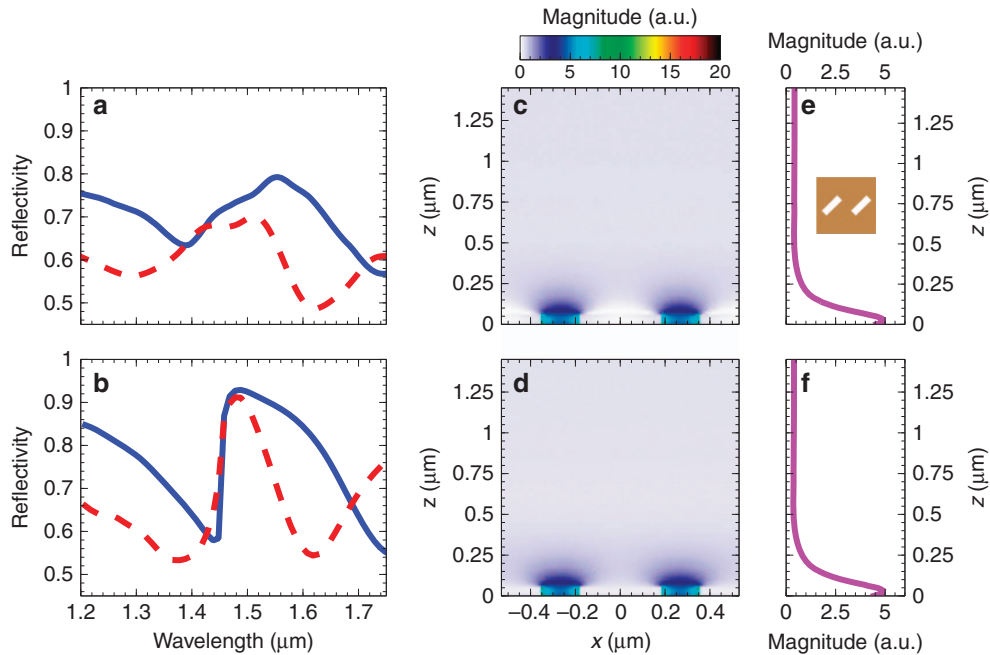 Magnitude (a.u.)
0 5 10 15 20
Magnitude (a.u.)
0 2.5 5
a
Reflectivity
1
0.9
0.8
0.7
0.6
0.5
c
z (μm)
1.25
1
0.75
0.5
0.25
0
e
1.25
1
0.75
0.5
0.25
0
z (μm)
b
Reflectivity
1
0.9
0.8
0.7
0.6
0.5
1.2 1.3 1.4 1.5 1.6 1.7
Wavelength (μm)
d
z (μm)
1.25
1
0.75
0.5
0.25
0
−0.4 −0.2 0 0.2 0.4
x (μm)
f
1.25
1
0.75
0.5
0.25
0
z (μm)
0 2.5 5
Magnitude (a.u.)